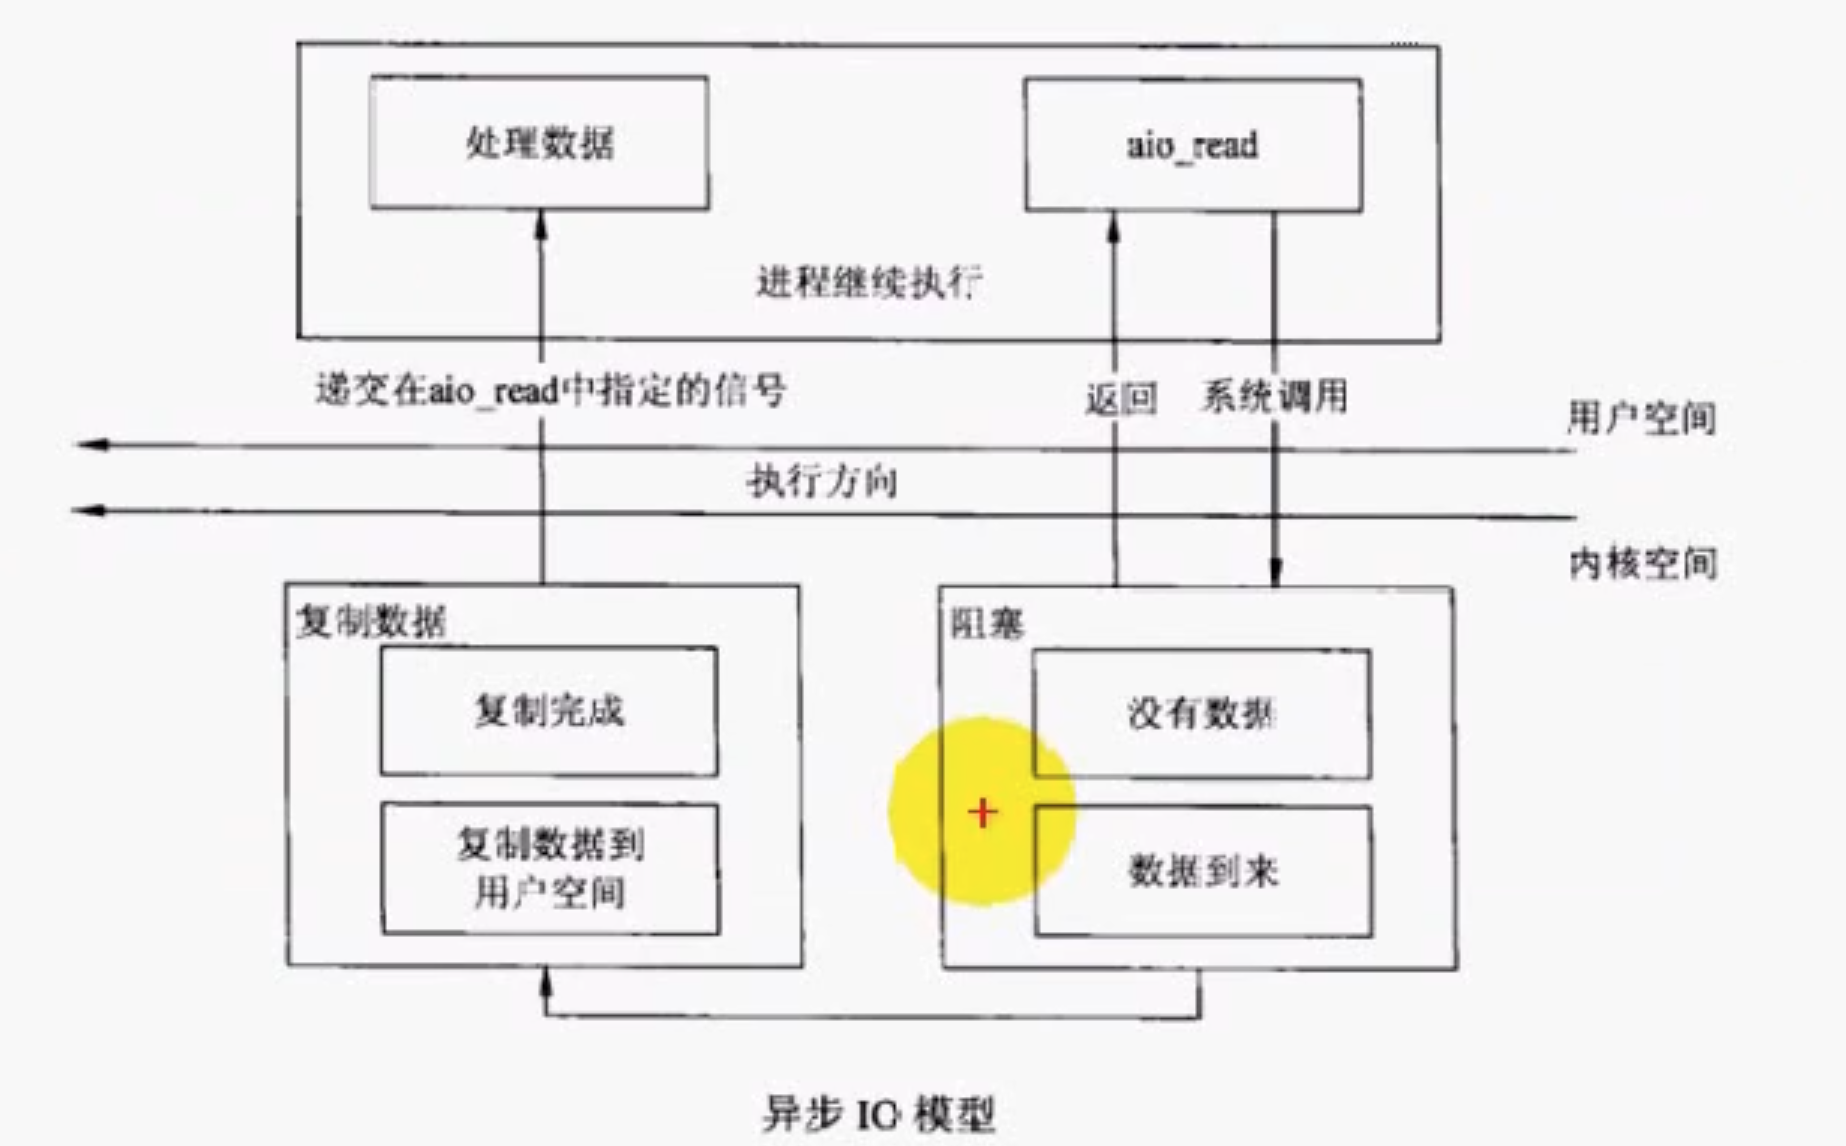 处理数据
aio_read
进程继续执行
递交在aio_read中指定的信号
返回
系统调用
用户空间
执行方向
内核空间
复制数据
阻塞
复制完成
没有数据
复制数据到
用户空间
数据到来
异步 IO 模型